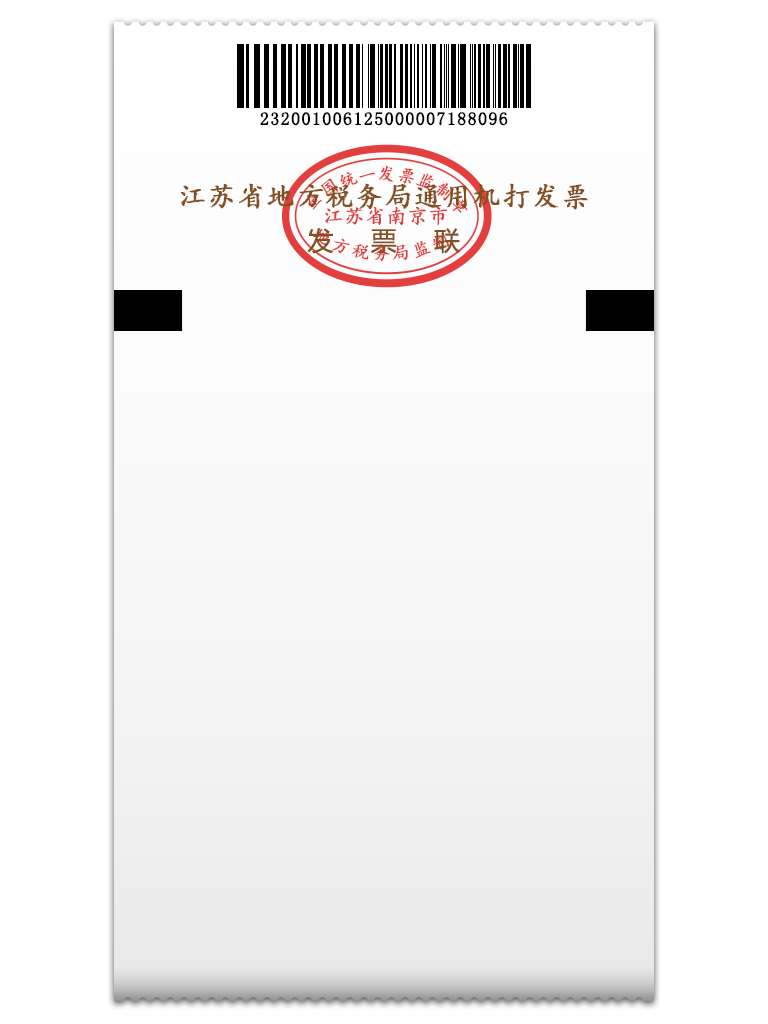 232001006125000007188096
全国统一发票监制章
江苏省地方税务局通用机打发票
江苏省南京市
发 票 联
地方税务局监制